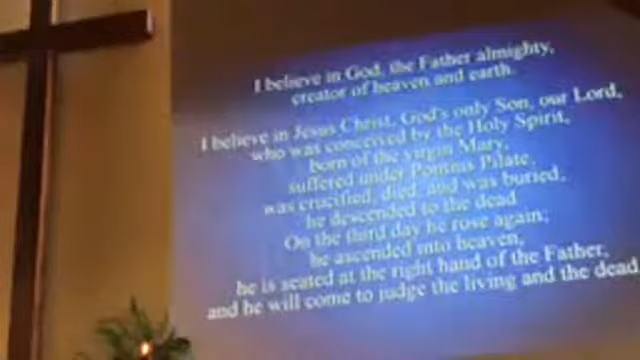 I believe in God, the Father almighty,
creator of heaven and earth.
I believe in Jesus Christ, God's only Son, our Lord,
who was conceived by the Holy Spirit,
born of the virgin Mary,
suffered under Pontius Pilate,
was crucified, died, and was buried,
he descended to the dead
On the third day he rose again;
he ascended into heaven,
he is seated at the right hand of the Father,
and he will come to judge the living and the dead